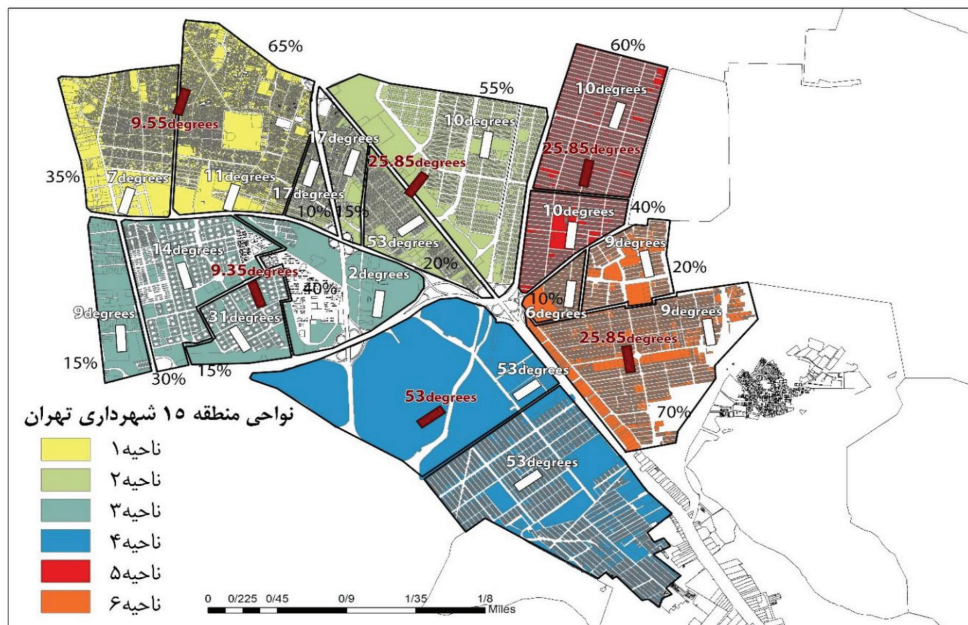 65%
60%
55%
10degrees
10degrees
9.55degrees
17degrees
25.85degrees
25.85degrees
35%
7degrees
11degrees
17degrees
10%
15%
10degrees
40%
53degrees
14degrees
9degrees
9.35degrees
2degrees
20%
20%
40%
10%
9degrees
31degrees
6degrees
9degrees
25.85degrees
15%
30%
15%
53degrees
53degrees
70%
53degrees
نواحی منطقه ۱۵ شهرداری تهران
ناحیه۱
ناحیه۲
ناحیه۳
ناحیه۴
ناحیه۵
ناحیه۶
0 0/225 0/45 0/9 1/35 1/8
Miles